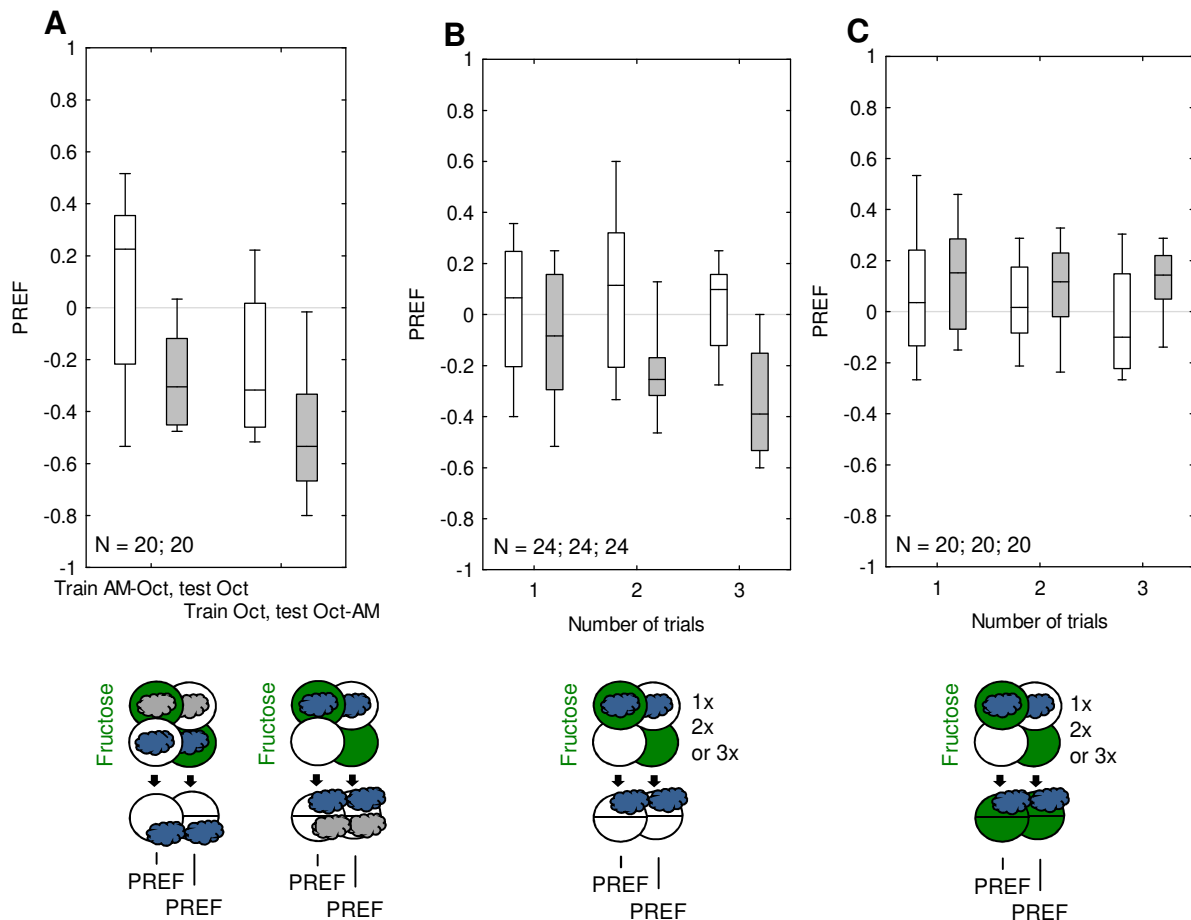 A
1
0.8
0.6
0.4
0.2
0
-0.2
-0.4
-0.6
-0.8
-1
PREF
N = 20; 20
Train AM-Oct, test Oct
Train Oct, test Oct-AM
B
1
0.8
0.6
0.4
0.2
0
-0.2
-0.4
-0.6
-0.8
-1
PREF
N = 24; 24; 24
1 2 3
Number of trials
C
1
0.8
0.6
0.4
0.2
0
-0.2
-0.4
-0.6
-0.8
-1
PREF
N = 20; 20; 20
1 2 3
Number of trials
Fructose
PREF
PREF
Fructose
PREF
PREF
Fructose
1x
2x
or 3x
PREF
PREF
Fructose
1x
2x
or 3x
PREF
PREF